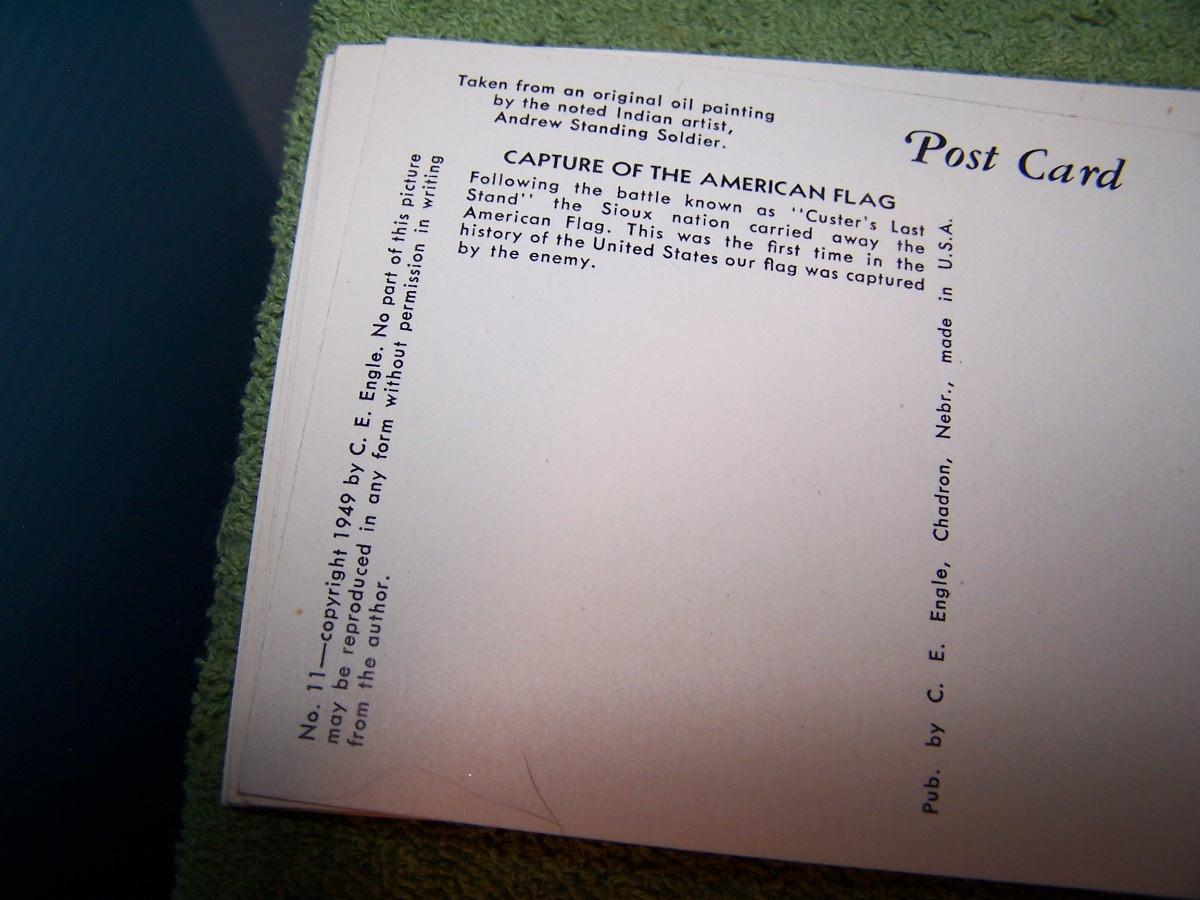 Taken from an original oil painting
by the noted Indian artist,
Andrew Standing Soldier.
Post Card
CAPTURE OF THE AMERICAN FLAG
Following the battle known as "Custer's Last
Stand" the Sioux nation carried away the
American Flag. This was the first time in the
history of the United States our flag was captured
by the enemy.
No. 11—copyright 1949 by C. E. Engle. No part of this picture
may be reproduced in any form without permission in writing
from the author.
Pub. by C. E. Engle, Chadron, Nebr., made in U.S.A.